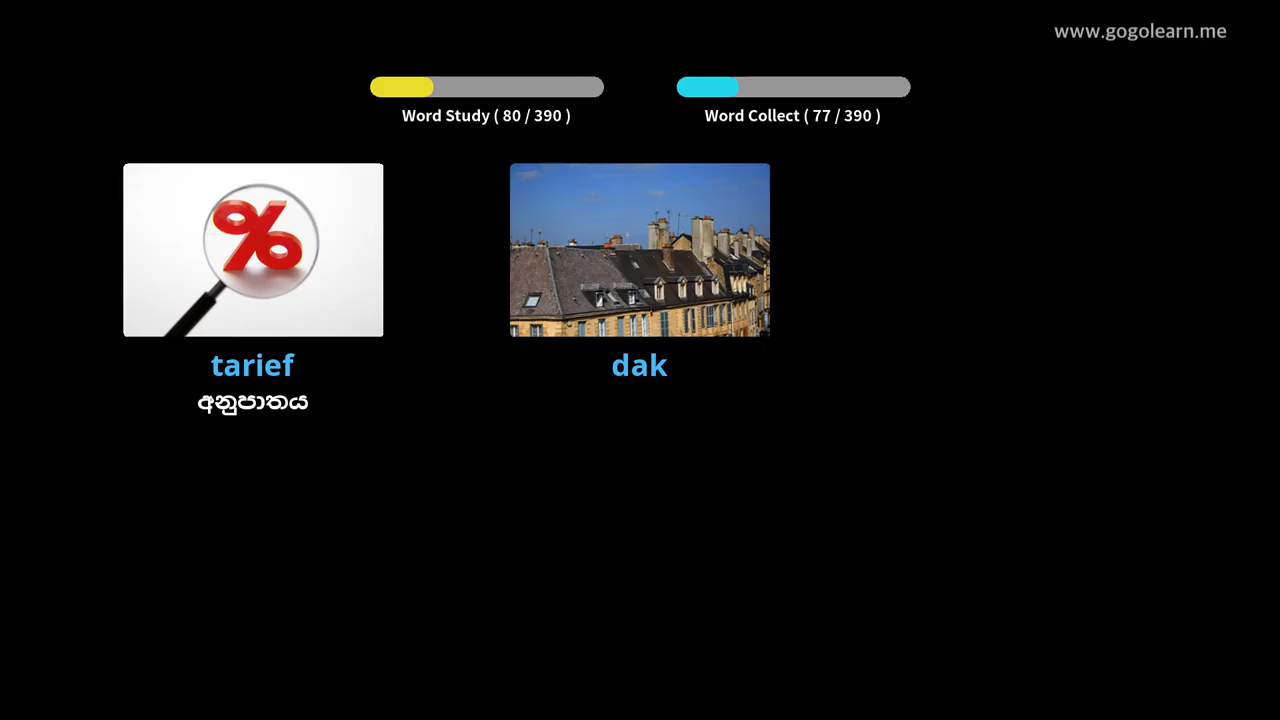 www.gogolearn.me
Word Study ( 80 / 390 )
Word Collect ( 77 / 390 )
%
tarief
dak
අනුපාතය